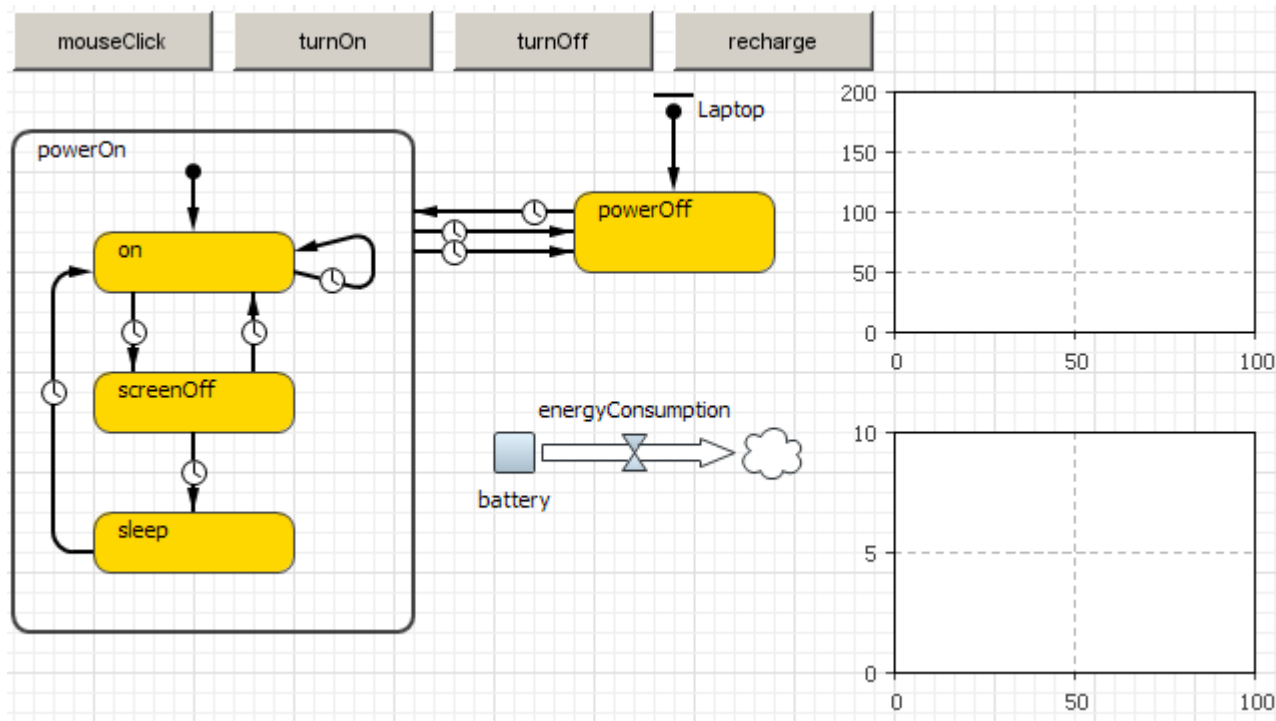 mouseClick turnOn turnOff recharge
Laptop
powerOn
powerOff
on
screenOff
sleep
energyConsumption
battery
200
150
100
50
0
0 50 100
10
5
0
0 50 100